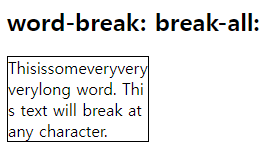 word-break: break-all:
Thisissomeveryvery
verylong word. Thi
s text will break at
any character.